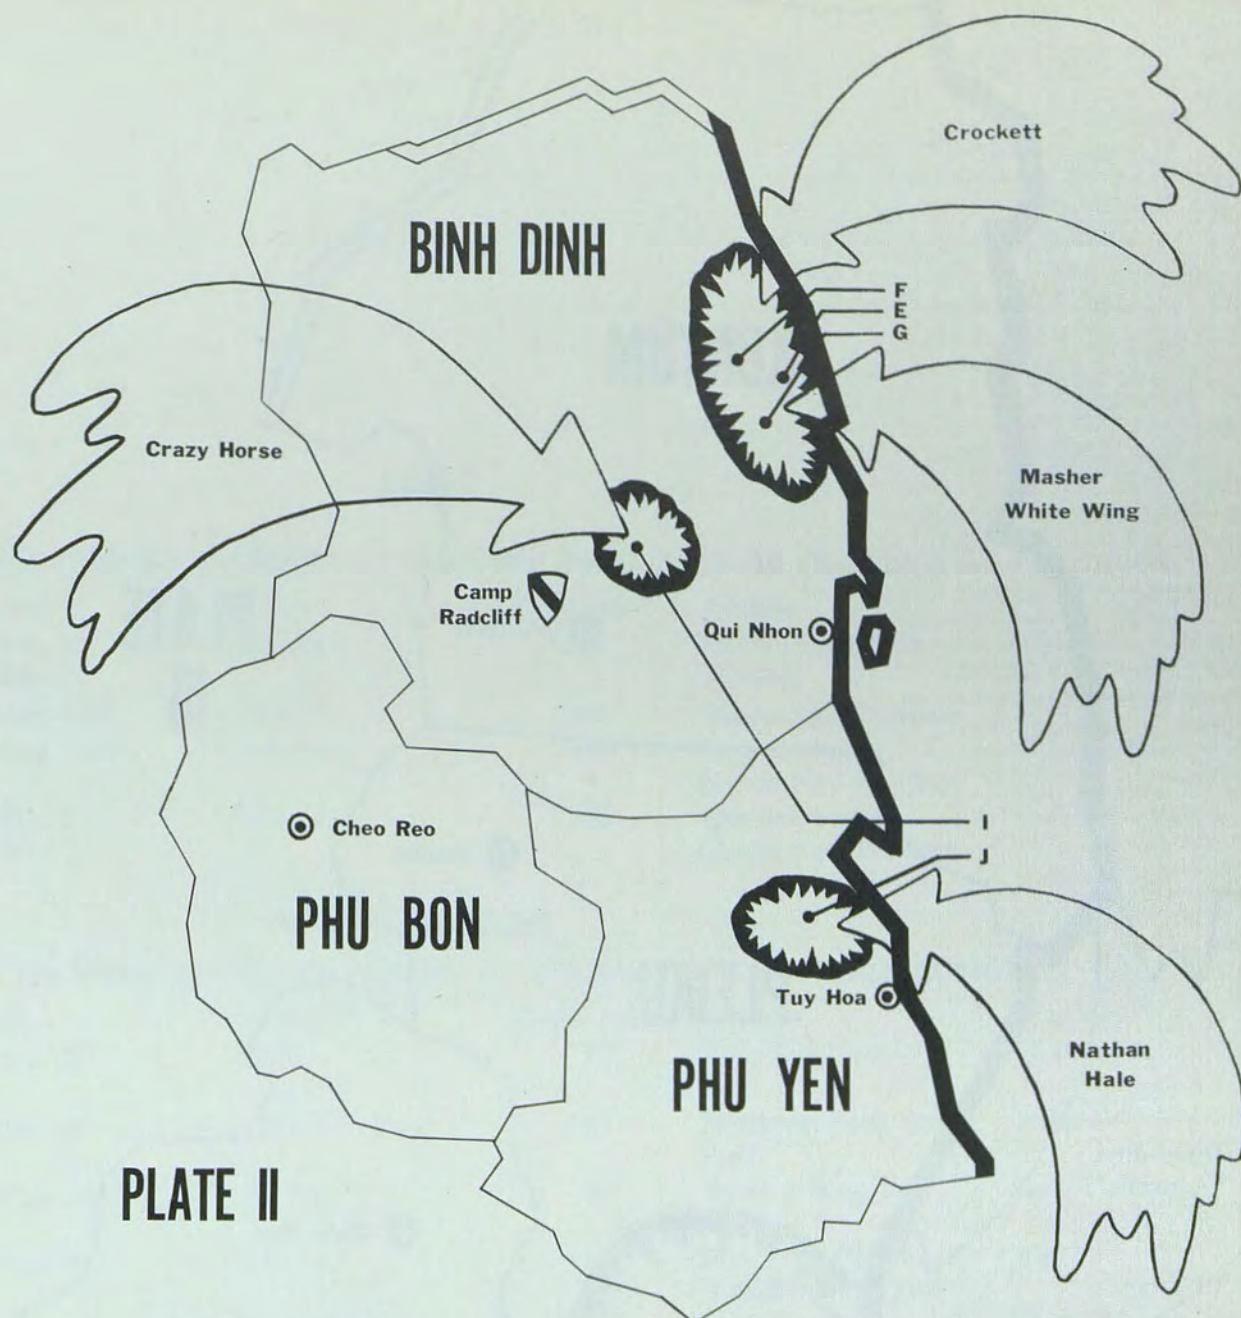 Crockett
BINH DINH
F
E
G
Crazy Horse
Masher
White Wing
Camp
Radcliff
Qui Nhon
I
Cheo Reo
J
PHU BON
Tuy Hoa
Nathan
Hale
PHU YEN
PLATE II